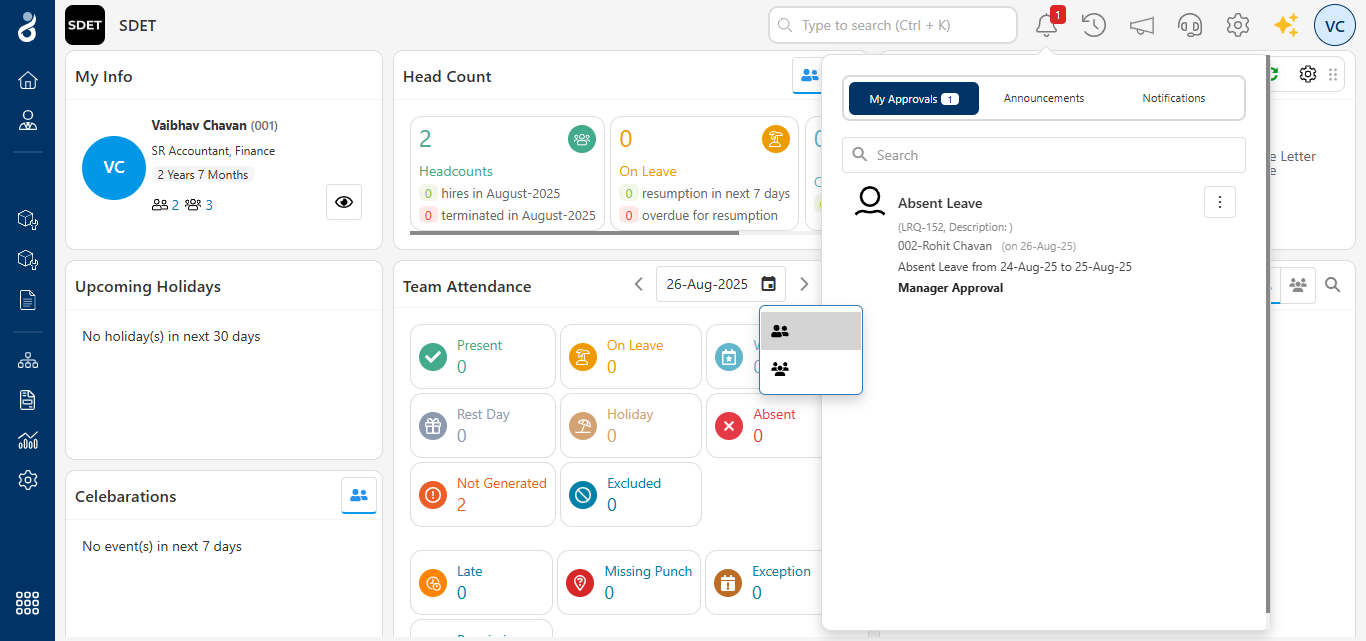 SDET SDET
Type to search (Ctrl + K)
1
VC
My Info
Vaibhav Chavan (001)
SR Accountant, Finance
2 Years 7 Months
VC
2 3
Head Count
2
Headcounts
0 hires in August-2025
0 terminated in August-2025
0
On Leave
0 resumption in next 7 days
0 overdue for resumption
My Approvals 1
Announcements
Notifications
Search
Absent Leave
(LRQ-152, Description: )
002-Rohit Chavan (on 26-Aug-25)
Absent Leave from 24-Aug-25 to 25-Aug-25
Manager Approval
Letter
Upcoming Holidays
No holiday(s) in next 30 days
Team Attendance
26-Aug-2025
Present
0
On Leave
0
Rest Day
0
Holiday
0
Absent
0
Not Generated
2
Excluded
0
Late
0
Missing Punch
0
Exception
0
Celebarations
No event(s) in next 7 days